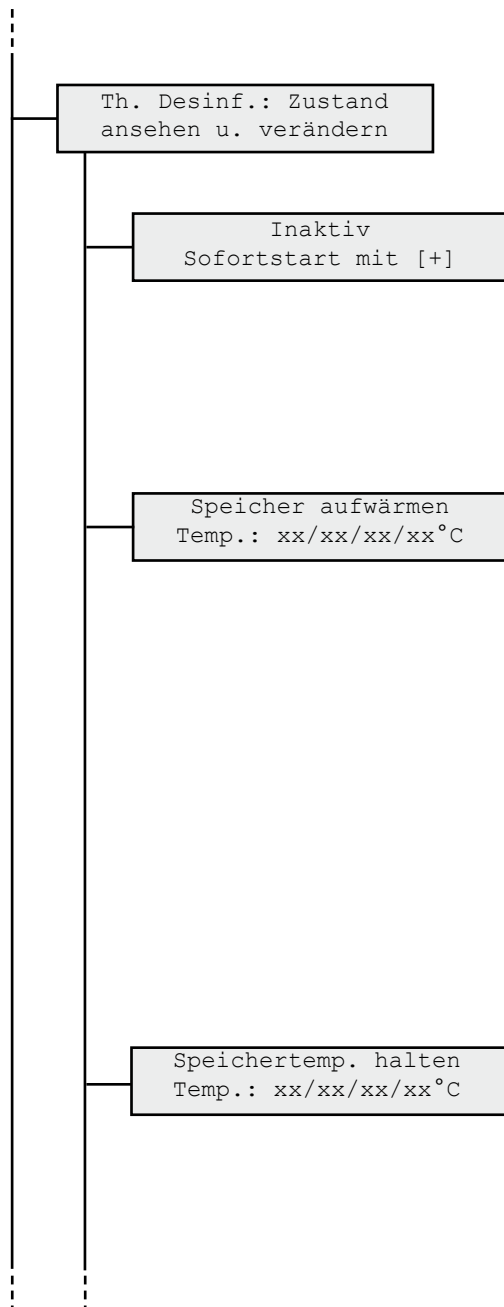 Th. Desinf.: Zustand
ansehen u. verändern
Inaktiv
Sofortstart mit [+]
Speicher aufwärmen
Temp.: xx/xx/xx/xx°C
Speichertemp. halten
Temp.: xx/xx/xx/xx°C